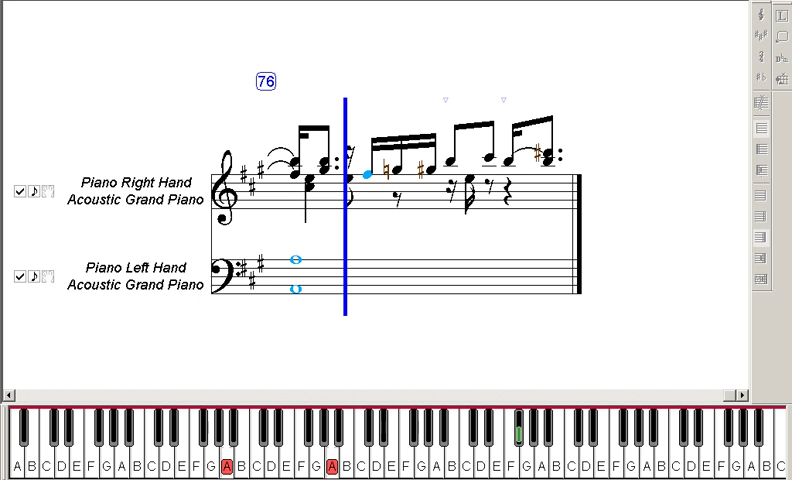 76
Piano Right Hand
Acoustic Grand Piano
Piano Left Hand
Acoustic Grand Piano
L
A B C D E F G A B C D E F G A B C D E F G A B C D E F G A B C D E F G A B C D E F G A B C D E F G A B C